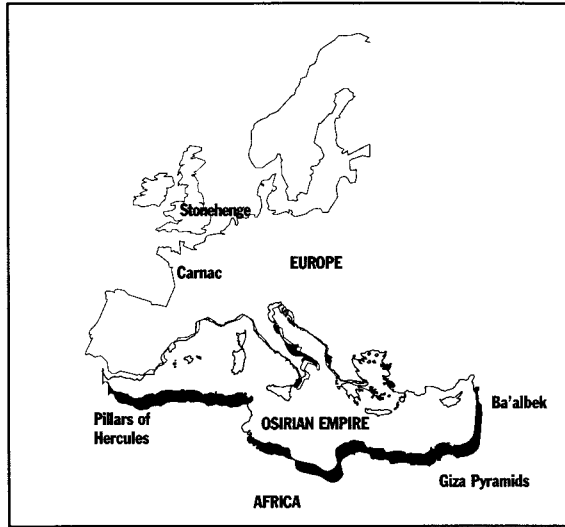 Stonehenge
Carnac
EUROPE
Pillars of
Hercules
OSIRIAN EMPIRE
Ba'albek
Giza Pyramids
AFRICA